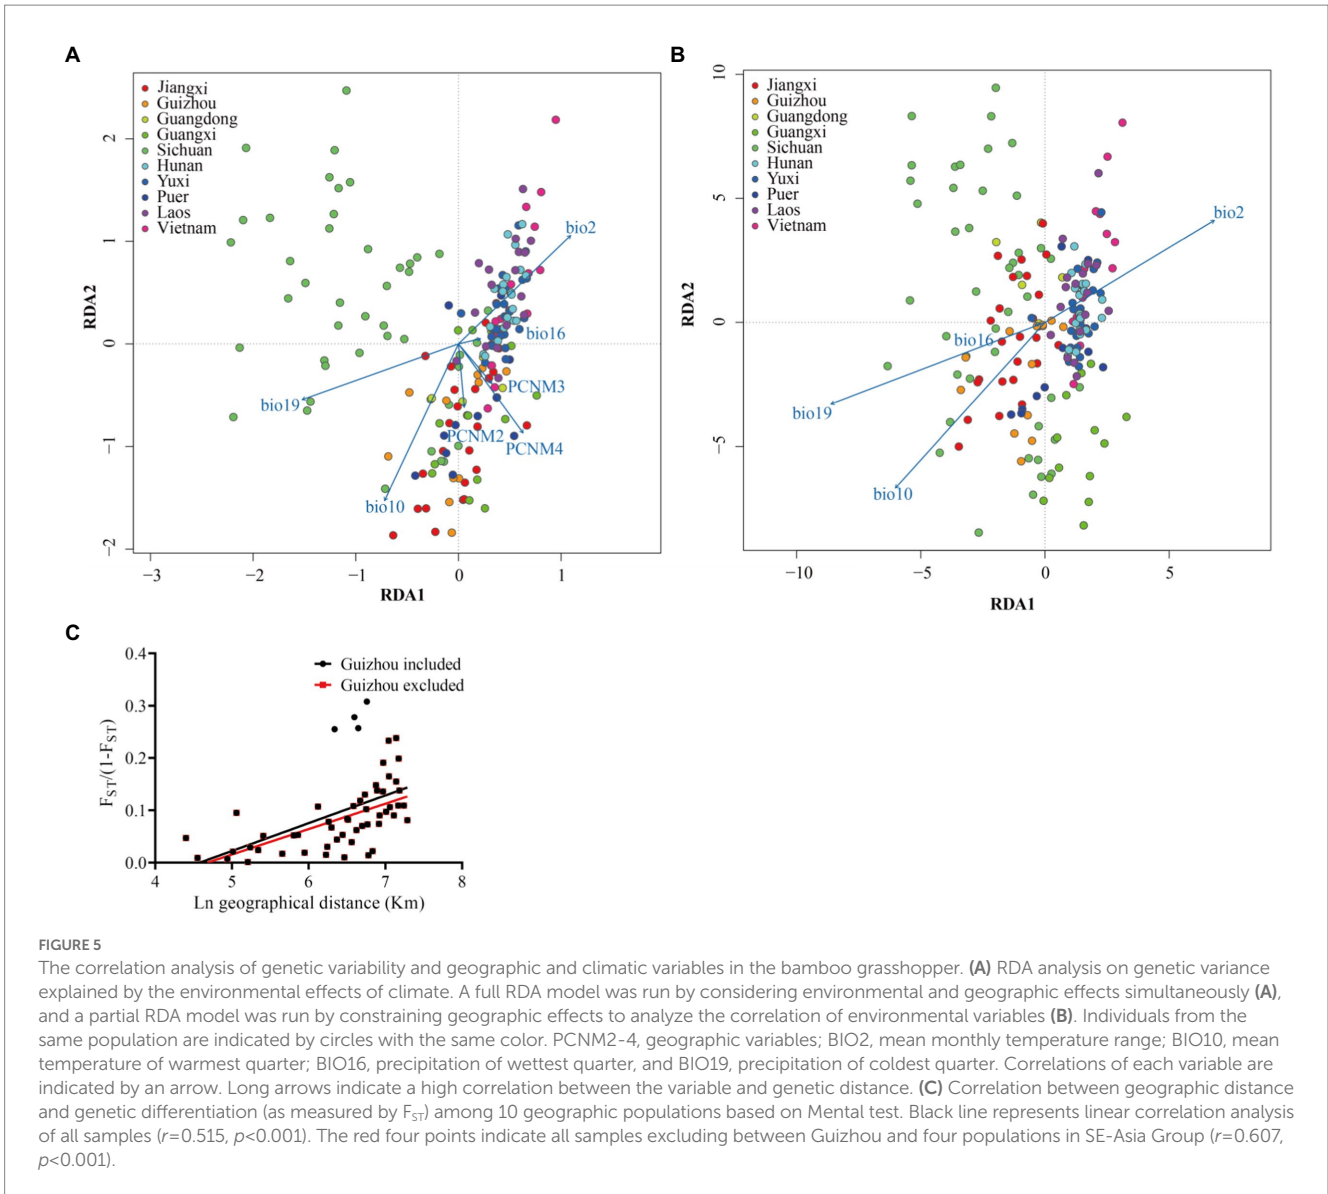 A
B
Jiangxi
Guizhou
Guangdong
Guangxi
Sichuan
Hunan
Yuxi
Puer
Laos
Vietnam
bio2
bio16
PCNM3
PCNM2
PCNM4
bio19
bio10
2
1
0
−1
−2
RDA2
−3
−2
−1
0
1
RDA1
Jiangxi
Guizhou
Guangdong
Guangxi
Sichuan
Hunan
Yuxi
Puer
Laos
Vietnam
bio2
bio16
bio19
bio10
10
5
0
−5
RDA2
−10
−5
0
5
RDA1
C
0.4
0.3
0.2
0.1
0.0
FST/(1-FST)
Guizhou included
Guizhou excluded
4
5
6
7
8
Ln geographical distance (Km)
FIGURE 5
The correlation analysis of genetic variability and geographic and climatic variables in the bamboo grasshopper. (A) RDA analysis on genetic variance
explained by the environmental effects of climate. A full RDA model was run by considering environmental and geographic effects simultaneously (A),
and a partial RDA model was run by constraining geographic effects to analyze the correlation of environmental variables (B). Individuals from the
same population are indicated by circles with the same color. PCNM2-4, geographic variables; BIO2, mean monthly temperature range; BIO10, mean
temperature of warmest quarter; BIO16, precipitation of wettest quarter, and BIO19, precipitation of coldest quarter. Correlations of each variable are
indicated by an arrow. Long arrows indicate a high correlation between the variable and genetic distance. (C) Correlation between geographic distance
and genetic differentiation (as measured by FST) among 10 geographic populations based on Mental test. Black line represents linear correlation analysis
of all samples (r=0.515, p<0.001). The red four points indicate all samples excluding between Guizhou and four populations in SE-Asia Group (r=0.607,
p<0.001).